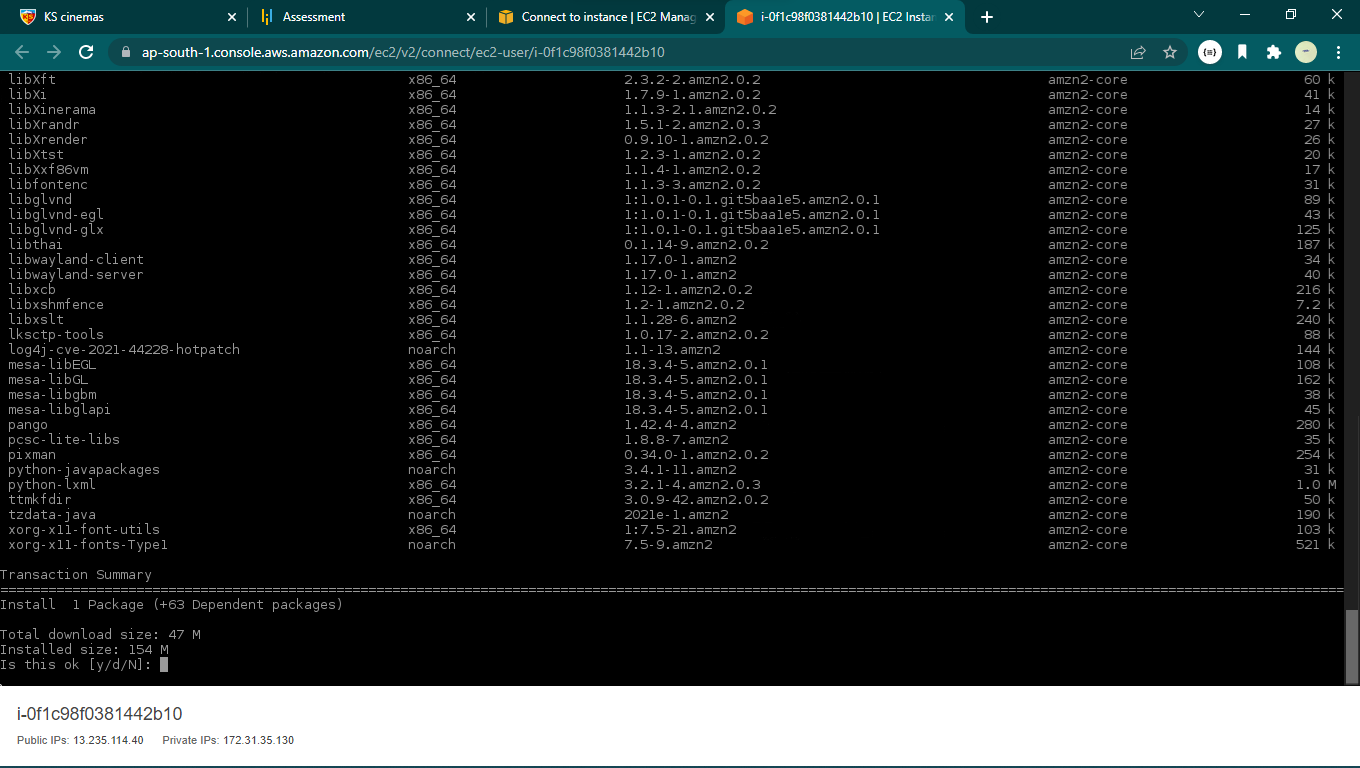 KS cinemas
Assessment
Connect to instance | EC2 Manag
i-0f1c98f0381442b10 | EC2 Instan
ap-south-1.console.aws.amazon.com/ec2/v2/connect/ec2-user/i-0f1c98f0381442b10
libXft x86_64 2.3.2-2.amzn2.0.2 amzn2-core 60 k
libXi x86_64 1.7.9-1.amzn2.0.2 amzn2-core 41 k
libXinerama x86_64 1.1.3-2.1.amzn2.0.2 amzn2-core 14 k
libXrandr x86_64 1.5.1-2.amzn2.0.3 amzn2-core 27 k
libXrender x86_64 0.9.10-1.amzn2.0.2 amzn2-core 26 k
libXtst x86_64 1.2.3-1.amzn2.0.2 amzn2-core 20 k
libXxf86vm x86_64 1.1.4-1.amzn2.0.2 amzn2-core 17 k
libfontenc x86_64 1.1.3-3.amzn2.0.2 amzn2-core 31 k
libglvnd x86_64 1:1.0.1-0.1.git5baa1e5.amzn2.0.1 amzn2-core 89 k
libglvnd-egl x86_64 1:1.0.1-0.1.git5baa1e5.amzn2.0.1 amzn2-core 43 k
libglvnd-glx x86_64 1:1.0.1-0.1.git5baa1e5.amzn2.0.1 amzn2-core 125 k
libthai x86_64 0.1.14-9.amzn2.0.2 amzn2-core 187 k
libwayland-client x86_64 1.17.0-1.amzn2 amzn2-core 34 k
libwayland-server x86_64 1.17.0-1.amzn2 amzn2-core 40 k
libxcb x86_64 1.12-1.amzn2.0.2 amzn2-core 216 k
libxshmfence x86_64 1.2-1.amzn2.0.2 amzn2-core 7.2 k
libxslt x86_64 1.1.28-6.amzn2 amzn2-core 240 k
lksctp-tools x86_64 1.0.17-2.amzn2.0.2 amzn2-core 88 k
log4j-cve-2021-44228-hotpatch noarch 1.1-13.amzn2 amzn2-core 144 k
mesa-libEGL x86_64 18.3.4-5.amzn2.0.1 amzn2-core 108 k
mesa-libGL x86_64 18.3.4-5.amzn2.0.1 amzn2-core 162 k
mesa-libgbm x86_64 18.3.4-5.amzn2.0.1 amzn2-core 38 k
mesa-libglapi x86_64 18.3.4-5.amzn2.0.1 amzn2-core 45 k
pango x86_64 1.42.4-4.amzn2 amzn2-core 280 k
pcsc-lite-libs x86_64 1.8.8-7.amzn2 amzn2-core 35 k
pixman x86_64 0.34.0-1.amzn2.0.2 amzn2-core 254 k
python-javapackages noarch 3.4.1-11.amzn2 amzn2-core 31 k
python-lxml x86_64 3.2.1-4.amzn2.0.3 amzn2-core 1.0 M
ttmkfdir x86_64 3.0.9-42.amzn2.0.2 amzn2-core 50 k
tzdata-java noarch 2021e-1.amzn2 amzn2-core 190 k
xorg-x11-font-utils x86_64 1:7.5-21.amzn2 amzn2-core 103 k
xorg-x11-fonts-Type1 noarch 7.5-9.amzn2 amzn2-core 521 k
Transaction Summary
Install 1 Package (+63 Dependent packages)
Total download size: 47 M
Installed size: 154 M
Is this ok [y/d/N]:
i-0f1c98f0381442b10
Public IPs: 13.235.114.40 Private IPs: 172.31.35.130